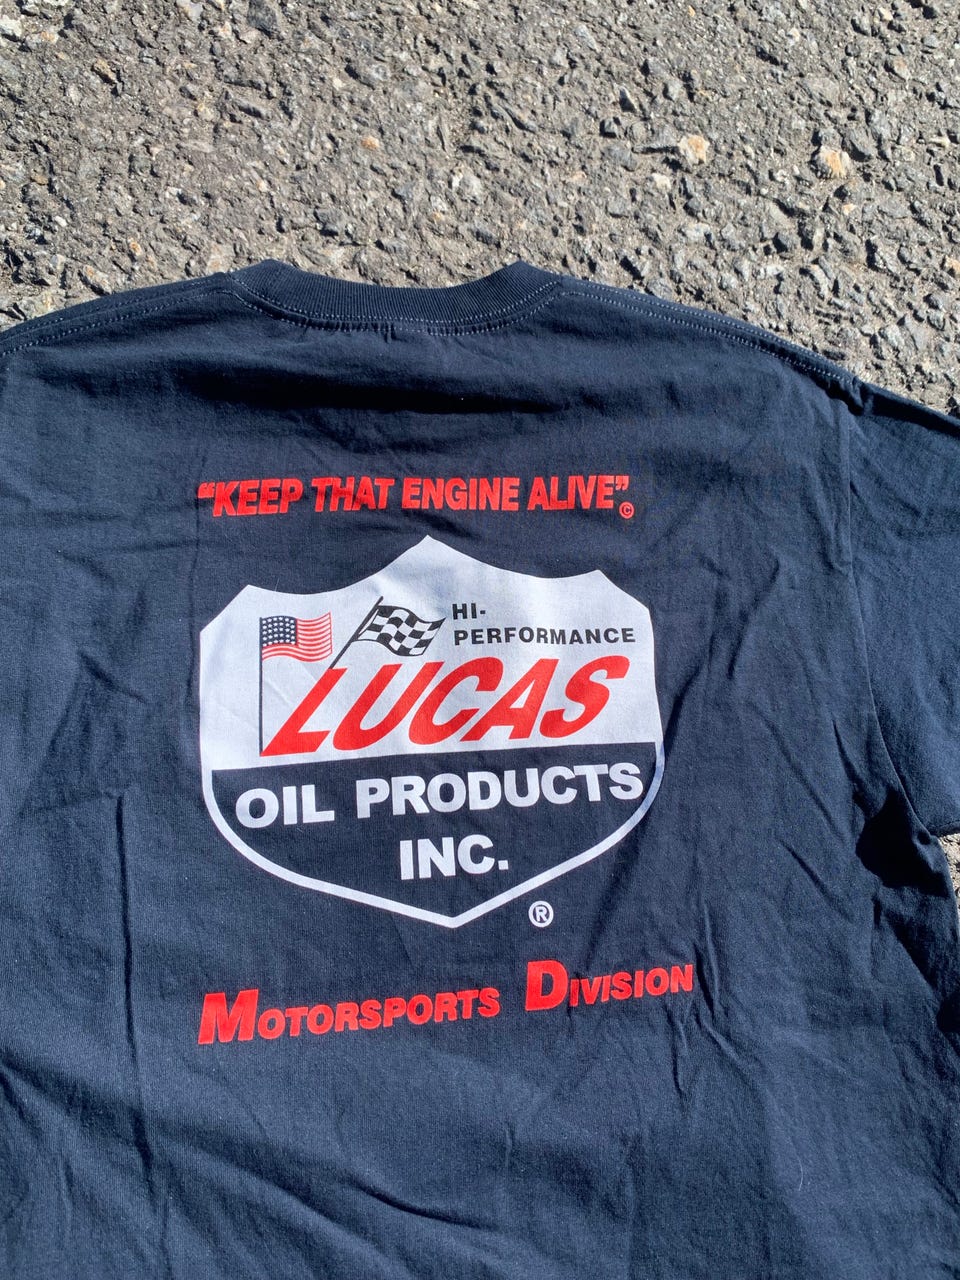 "KEEP THAT ENGINE ALIVE"©
HI-
PERFORMANCE
LUCAS
OIL PRODUCTS
INC.
®
MOTORSPORTS DIVISION